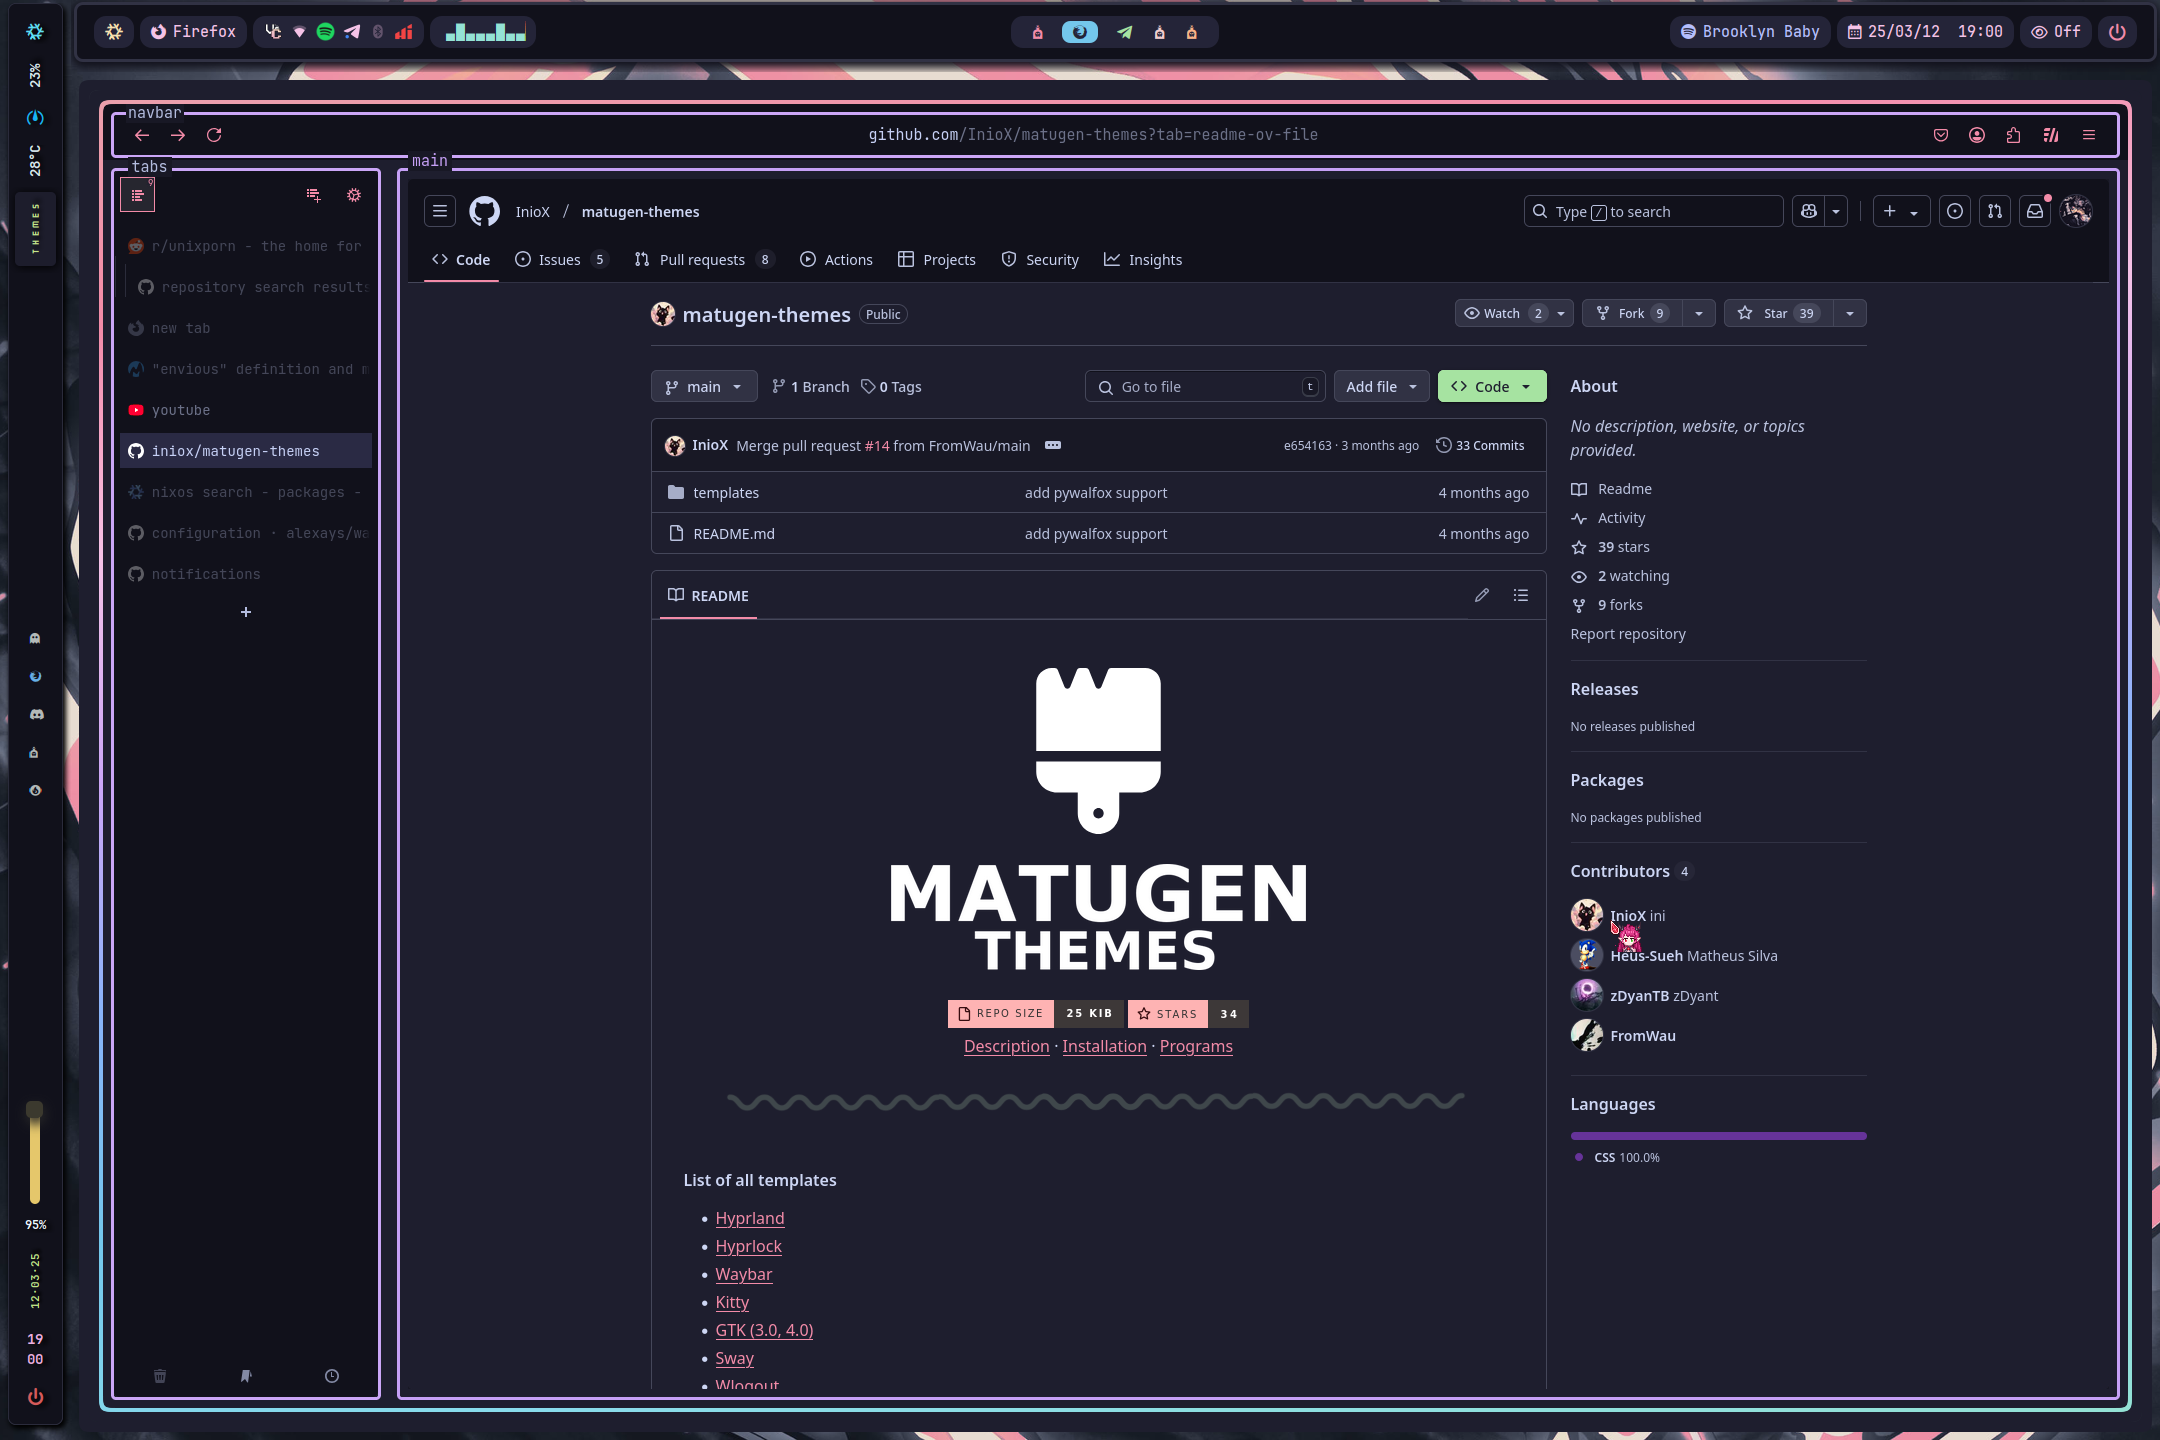 Firefox
Brooklyn Baby
25/03/12 19:00
Off
23%
28°C
THEMES
95%
12·03·25
19
00
navbar
github.com/InioX/matugen-themes?tab=readme-ov-file
tabs
9
r/unixporn - the home for
repository search results
new tab
"envious" definition and m
youtube
iniox/matugen-themes
nixos search - packages -
configuration · alexays/wa
notifications
+
main
InioX / matugen-themes
Type / to search
Code
Issues 5
Pull requests 8
Actions
Projects
Security
Insights
matugen-themes Public
Watch 2
Fork 9
Star 39
main
1 Branch
0 Tags
Go to file t
Add file
Code
InioX Merge pull request #14 from FromWau/main
e654163 · 3 months ago
33 Commits
templates add pywalfox support 4 months ago
README.md add pywalfox support 4 months ago
README
MATUGEN
THEMES
REPO SIZE 25 KIB
STARS 34
Description · Installation · Programs
List of all templates
Hyprland
Hyprlock
Waybar
Kitty
GTK (3.0, 4.0)
Sway
Wlogout
About
No description, website, or topics
provided.
Readme
Activity
39 stars
2 watching
9 forks
Report repository
Releases
No releases published
Packages
No packages published
Contributors 4
InioX ini
Heus-Sueh Matheus Silva
zDyanTB zDyant
FromWau
Languages
CSS 100.0%